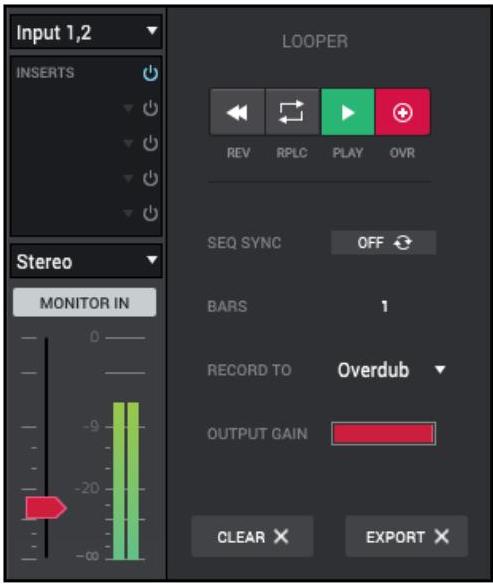 Input 1,2
INSERTS
Stereo
MONITOR IN
0
-9
-20
-∞
LOOPER
REV RPLC PLAY OVR
SEQ SYNC OFF
BARS 1
RECORD TO Overdub
OUTPUT GAIN
CLEAR EXPORT